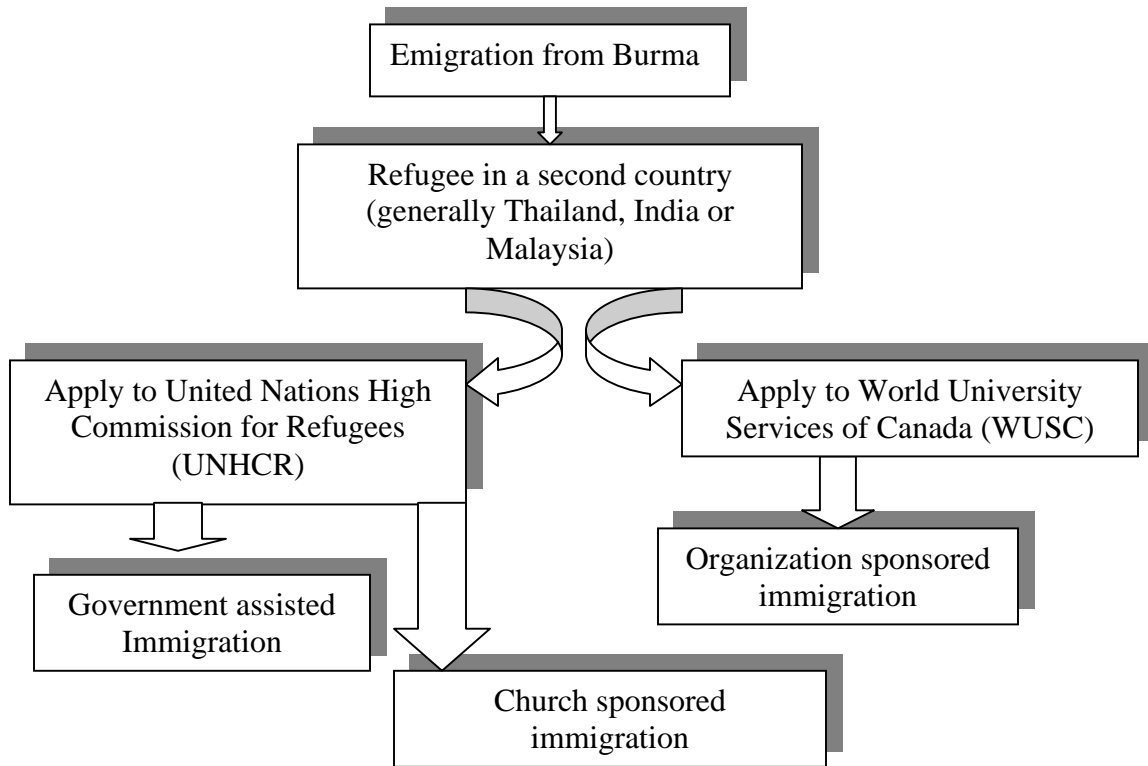 Emigration from Burma
Refugee in a second country
(generally Thailand, India or
Malaysia)
Apply to United Nations High
Commission for Refugees
(UNHCR)
Apply to World University
Services of Canada (WUSC)
Government assisted
Immigration
Organization sponsored
immigration
Church sponsored
immigration